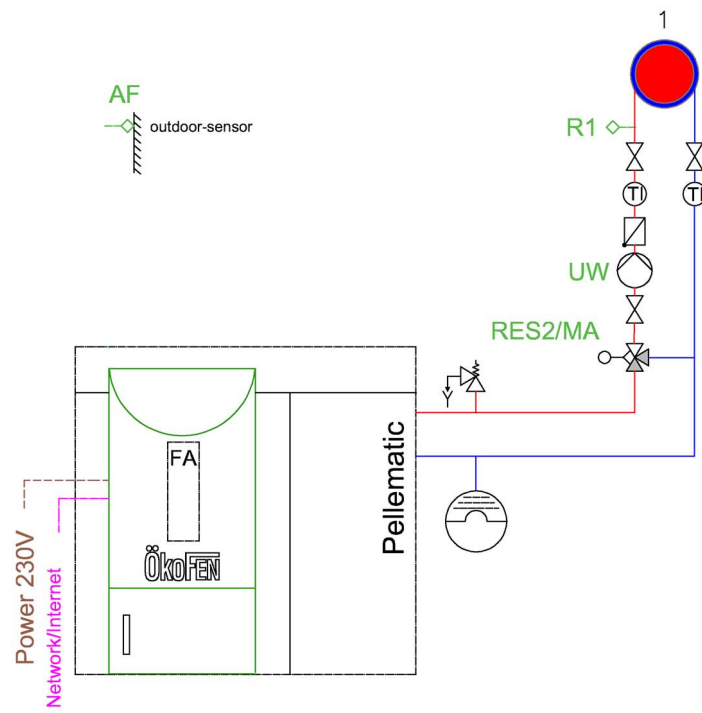 1
AF
outdoor-sensor
R1
TI
TI
UW
RES2/MA
FA
Pellematic
ÖkoFEN
Power 230V
Network/Internet